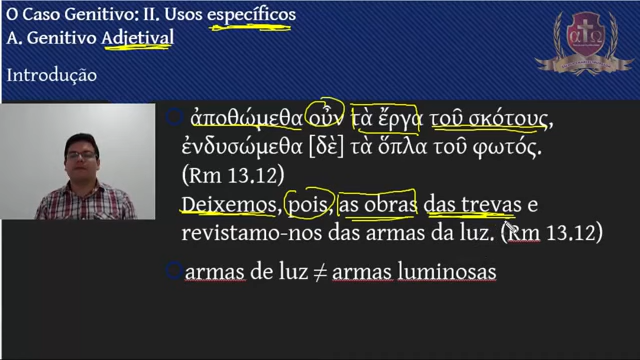 O Caso Genitivo: II. Usos específicos
A. Genitivo Adjetival
Introdução
Α Ω
ἀποθώμεθα οὖν τὰ ἔργα τοῦ σκότους,
ἐνδυσώμεθα [δὲ] τὰ ὅπλα τοῦ φωτός.
(Rm 13.12)
Deixemos, pois, as obras das trevas e
revistamo-nos das armas da luz. (Rm 13.12)
armas de luz ≠ armas luminosas